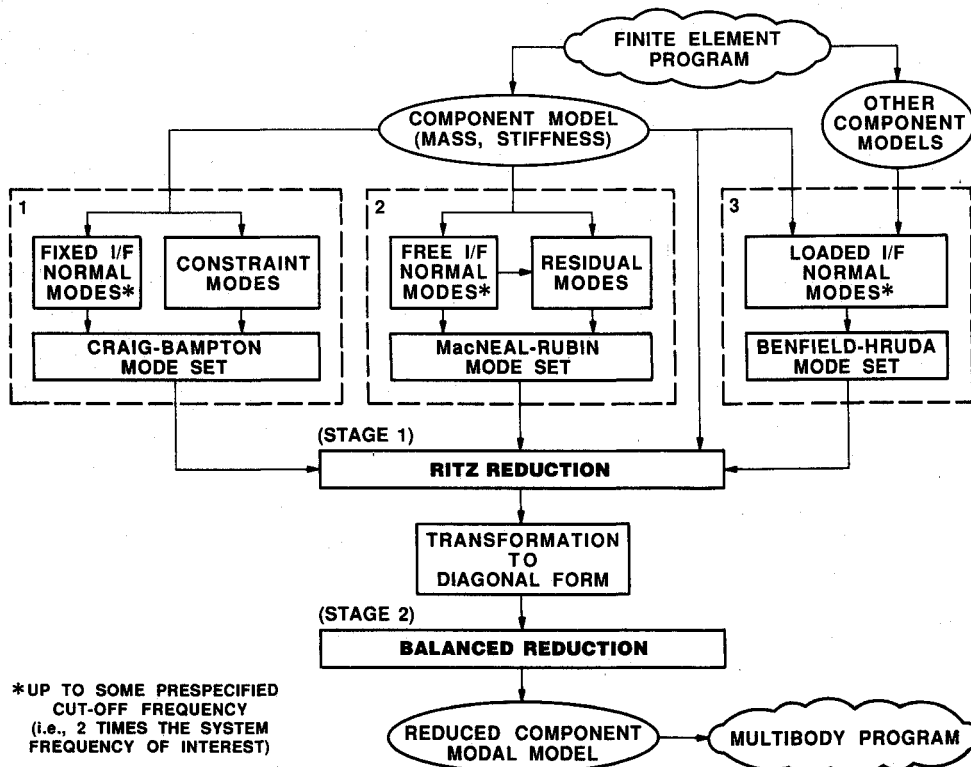 FINITE ELEMENT
PROGRAM
COMPONENT MODEL
(MASS, STIFFNESS)
OTHER
COMPONENT
MODELS
1
FIXED I/F
NORMAL
MODES*
CONSTRAINT
MODES
CRAIG-BAMPTON
MODE SET
2
FREE I/F
NORMAL
MODES*
RESIDUAL
MODES
MacNEAL-RUBIN
MODE SET
3
LOADED I/F
NORMAL
MODES*
BENFIELD-HRUDA
MODE SET
(STAGE 1)
RITZ REDUCTION
TRANSFORMATION
TO
DIAGONAL FORM
(STAGE 2)
BALANCED REDUCTION
*UP TO SOME PRESPECIFIED
CUT-OFF FREQUENCY
(i.e., 2 TIMES THE SYSTEM
FREQUENCY OF INTEREST)
REDUCED COMPONENT
MODAL MODEL
MULTIBODY PROGRAM